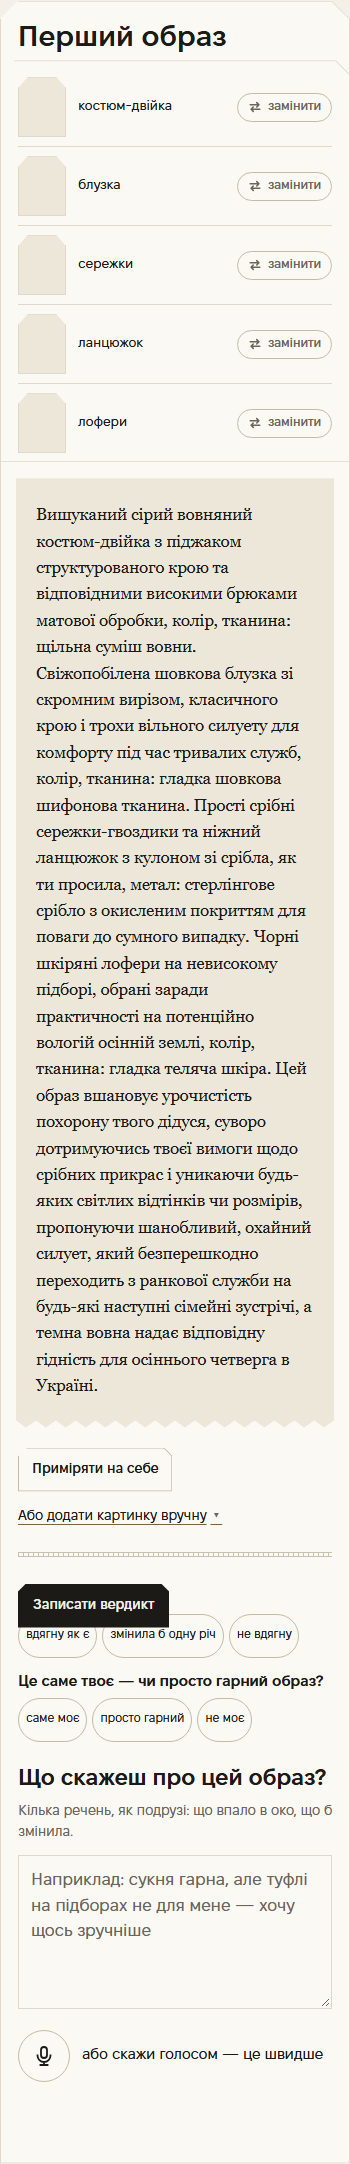 Перший образ
костюм-двійка
замінити
блузка
замінити
сережки
замінити
ланцюжок
замінити
лофери
замінити
Вишуканий сірий вовняний
костюм-двійка з піджаком
структурованого крою та
відповідними високими брюками
матової обробки, колір, тканина:
щільна суміш вовни.
Свіжопобілена шовкова блузка зі
скромним вирізом, класичного
крою і трохи вільного силуету для
комфорту під час тривалих служб,
колір, тканина: гладка шовкова
шифонова тканина. Прості срібні
сережки-гвоздики та ніжний
ланцюжок з кулоном зі срібла, як
ти просила, метал: стерлінгове
срібло з окисленим покриттям для
поваги до сумного випадку. Чорні
шкіряні лофери на невисокому
підборі, обрані заради
практичності на потенційно
вологій осінній землі, колір,
тканина: гладка теляча шкіра. Цей
образ вшановує урочистість
похорону твого дідуся, суворо
дотримуючись твоєї вимоги щодо
срібних прикрас і уникаючи будь-
яких світлих відтінків чи розмірів,
пропонуючи шанобливий, охайний
силует, який безперешкодно
переходить з ранкової служби на
будь-які наступні сімейні зустрічі, а
темна вовна надає відповідну
гідність для осіннього четверга в
Україні.
Приміряти на себе
Або додати картинку вручну
Записати вердикт
вдягну як є
змінила б одну річ
не вдягну
Це саме твоє — чи просто гарний образ?
саме моє
просто гарний
не моє
Що скажеш про цей образ?
Кілька речень, як подрузі: що впало в око, що б
змінила.
Наприклад: сукня гарна, але туфлі
на підборах не для мене — хочу
щось зручніше
або скажи голосом — це швидше